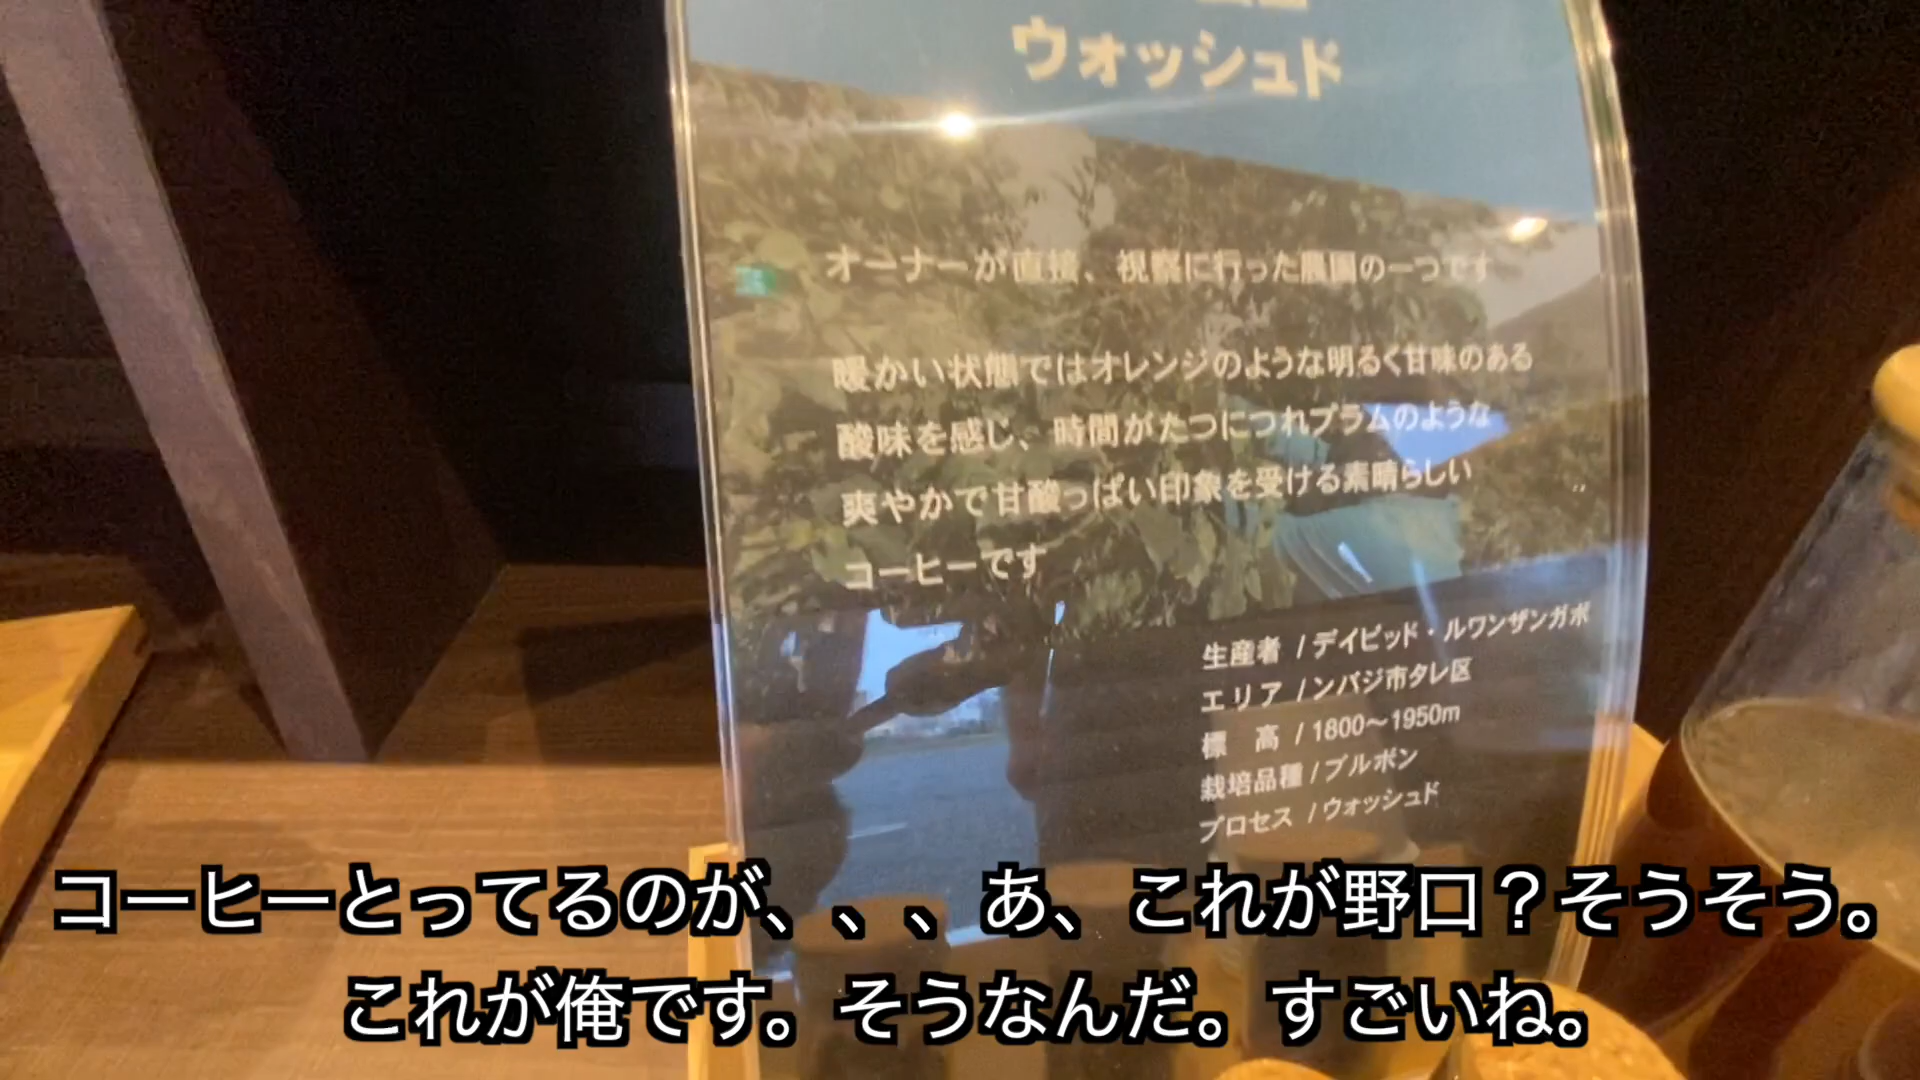 ウォッシュド
オーナーが直接、視察に行った農園の一つです
暖かい状態ではオレンジのような明るく甘味のある
酸味を感じ、時間がたつにつれプラムのような
爽やかで甘酸っぱい印象を受ける素晴らしい
コーヒーです
生産者 /デイビッド・ルワンザンガボ
エリア /ンバジ市タレ区
標　高 /1800～1950m
栽培品種 /ブルボン
プロセス /ウォッシュド
コーヒーとってるのが、、、あ、これが野口？そうそう。
これが俺です。そうなんだ。すごいね。